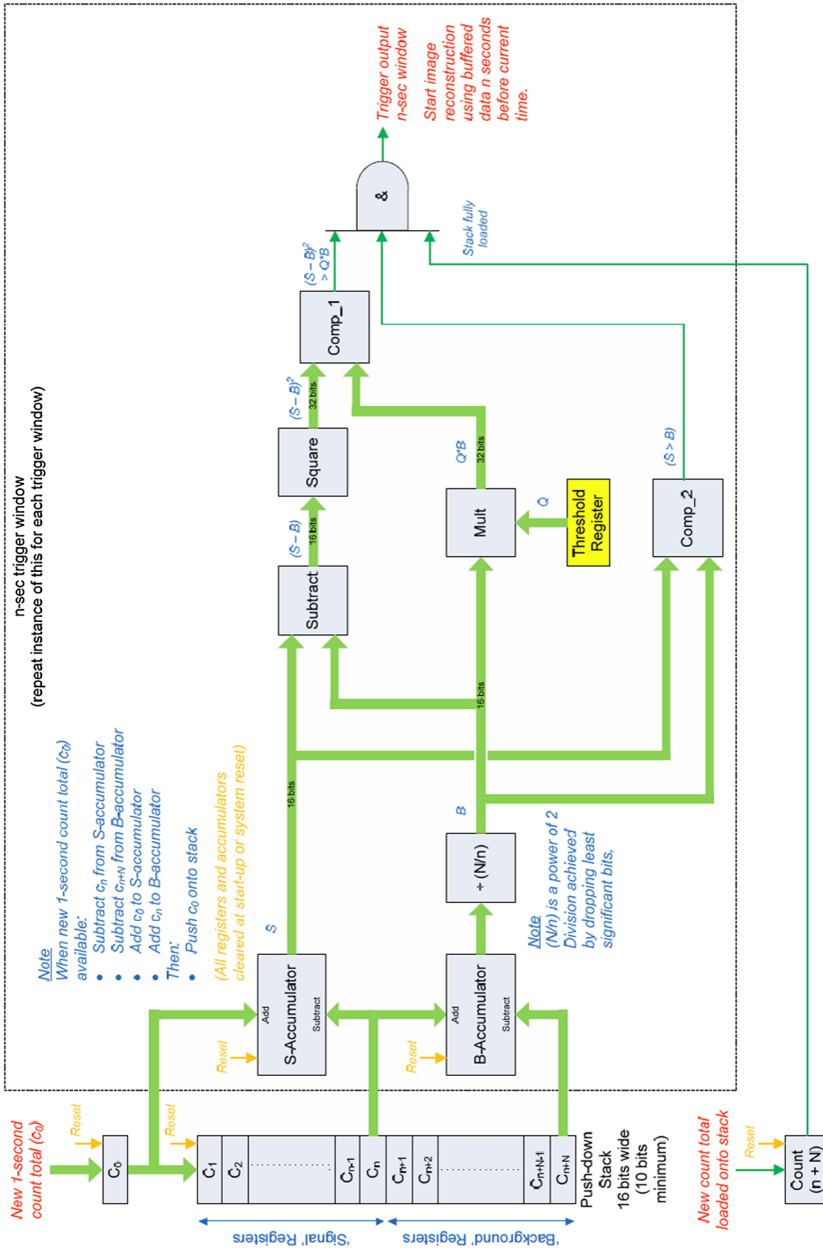 n-sec trigger window
(repeat instance of this for each trigger window)
New 1-second
count total (c0)
Reset
C0
Reset
C1
C2
Cn-1
Cn
Cn+1
Cn+2
Cn+N-1
Cn+N
'Signal' Registers
'Background' Registers
Push-down
Stack
16 bits wide
(10 bits
minimum)
New count total
loaded onto stack
Reset
Count
(n + N)
Note
When new 1-second count total (c0)
available:
• Subtract cn from S-accumulator
• Subtract cn+N from B-accumulator
• Add c0 to S-accumulator
• Add cn to B-accumulator
Then:
• Push c0 onto stack
(All registers and accumulators
cleared at start-up or system reset)
Reset
Add
S-Accumulator
Subtract
S
16 bits
Reset
Add
B-Accumulator
Subtract
÷ (N/n)
B
16 bits
Note
(N/n) is a power of 2
Division achieved
by dropping least
significant bits,
Subtract
(S – B)
16 bits
Square
(S – B)2
32 bits
Comp_1
(S – B)2
> Q*B
Mult
Q*B
32 bits
Q
Threshold
Register
Comp_2
(S > B)
Stack fully
loaded
&
Trigger output
n-sec window
Start image
reconstruction
using buffered
data n seconds
before current
time.